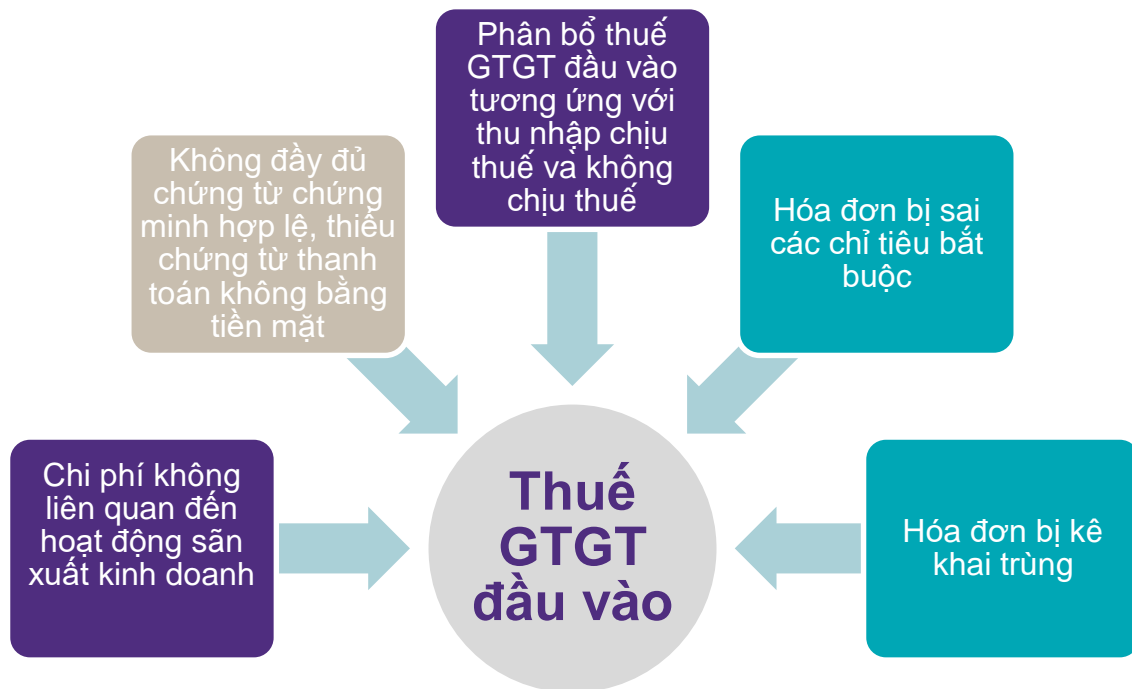 Phân bổ thuế
GTGT đầu vào
tương ứng với
thu nhập chịu
thuế và không
chịu thuế
Không đầy đủ
chứng từ chứng
minh hợp lệ, thiếu
chứng từ thanh
toán không bằng
tiền mặt
Hóa đơn bị sai
các chỉ tiêu bắt
buộc
Chi phí không
liên quan đến
hoạt động sãn
xuất kinh doanh
Thuế
GTGT
đầu vào
Hóa đơn bị kê
khai trùng